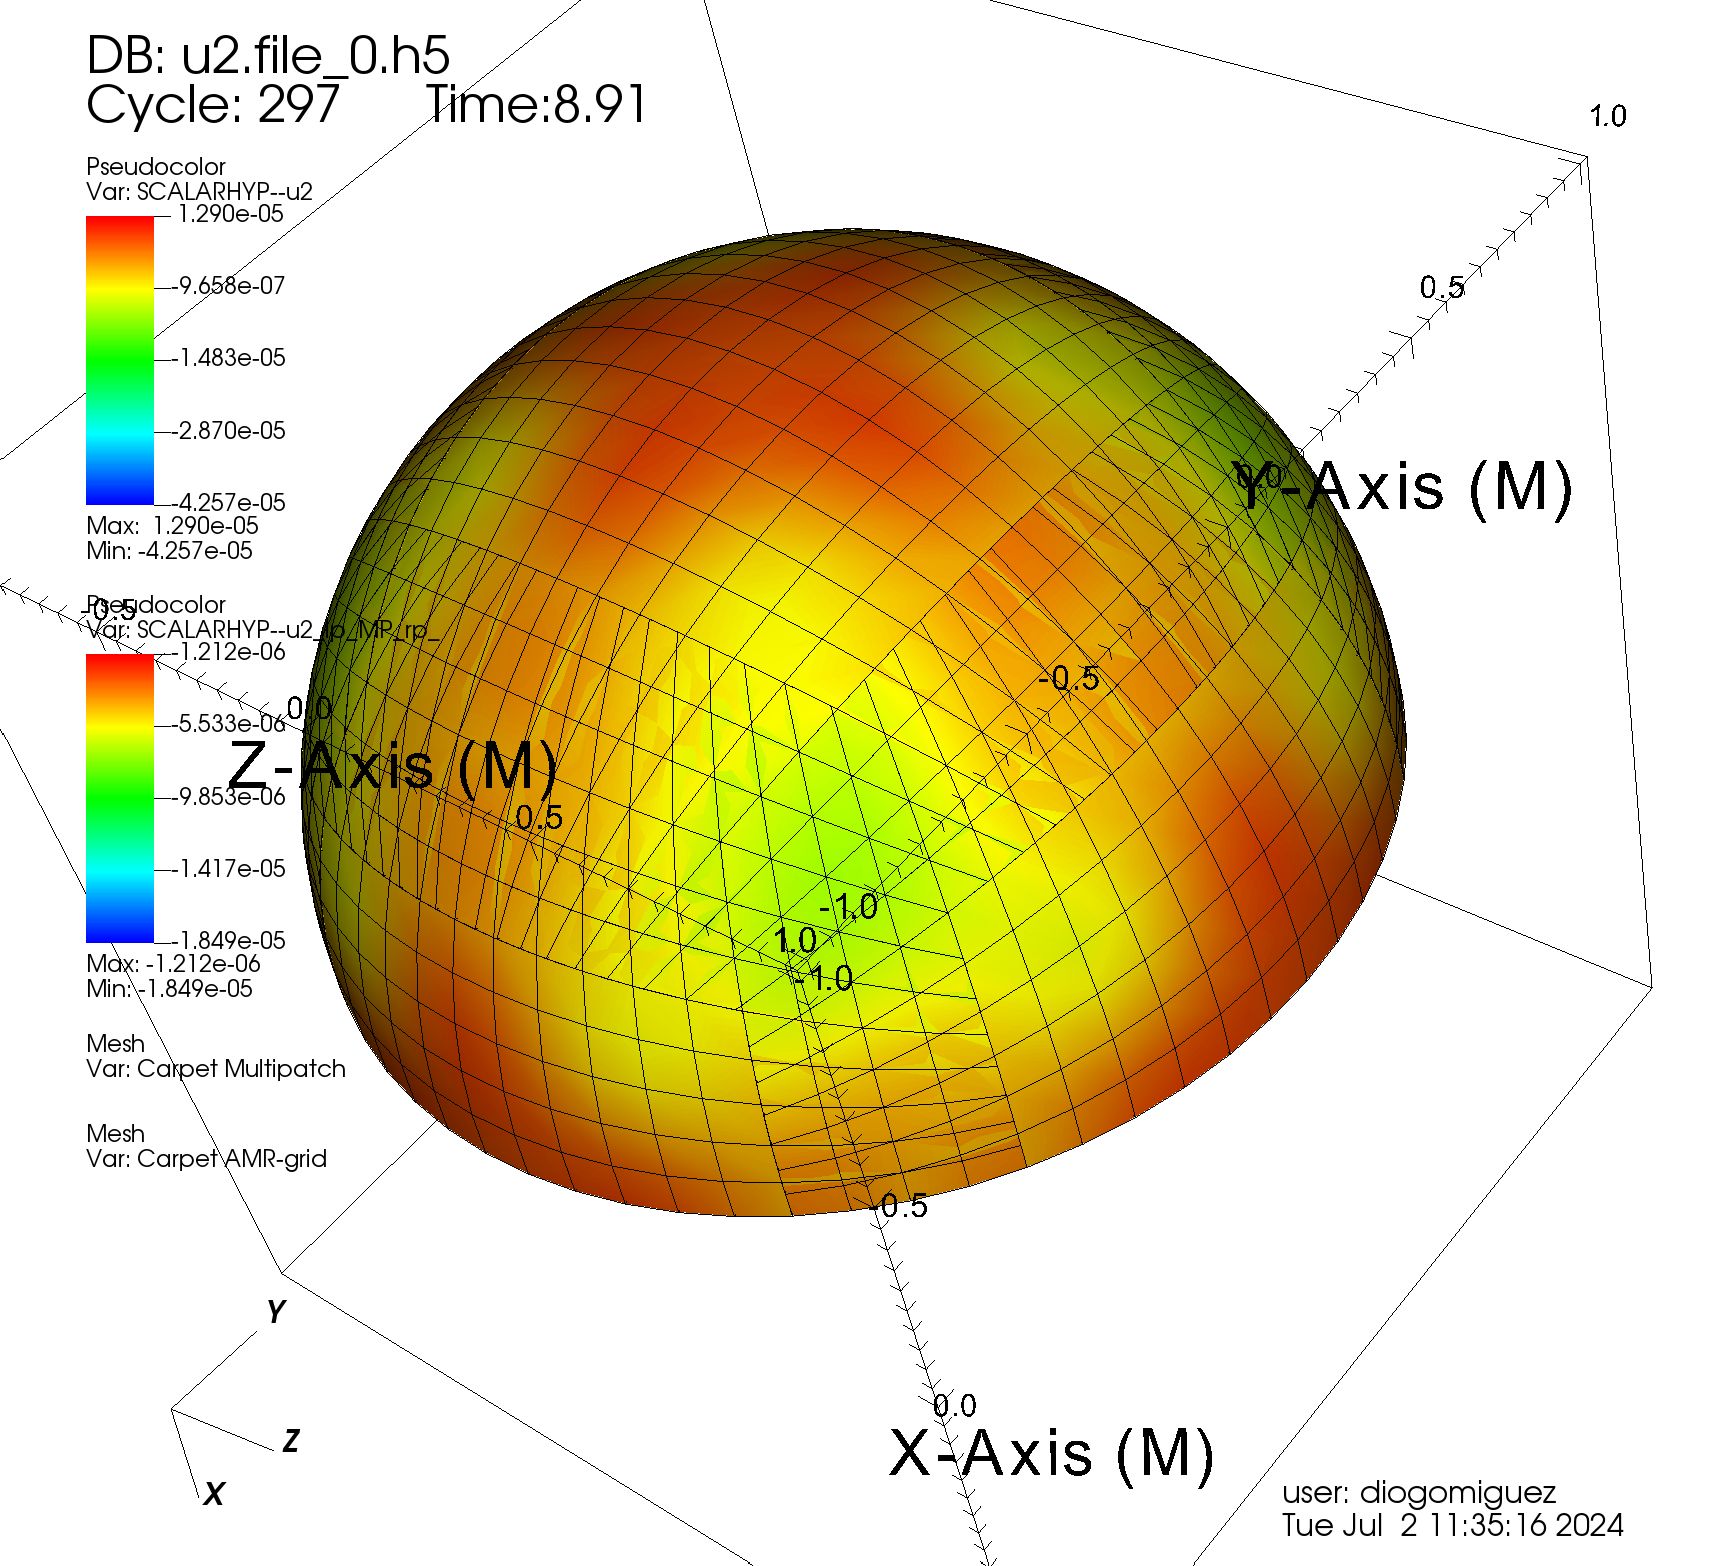 DB: u2.file_0.h5
Cycle: 297 Time:8.91
Pseudocolor
Var: SCALARHYP--u2
1.290e-05
-9.658e-07
-1.483e-05
-2.870e-05
-4.257e-05
Max: 1.290e-05
Min: -4.257e-05
Pseudocolor
Var: SCALARHYP--u2_lp_MP_rp_
-1.212e-06
-5.533e-06
-9.853e-06
-1.417e-05
-1.849e-05
Max: -1.212e-06
Min: -1.849e-05
Mesh
Var: Carpet Multipatch
Mesh
Var: Carpet AMR-grid
1.0
0.5
0.0
Y-Axis (M)
-0.5
-1.0
-0.5
0.0
Z-Axis (M)
0.5
1.0
-1.0
-0.5
0.0
X-Axis (M)
Y
Z
X
user: diogomiguez
Tue Jul 2 11:35:16 2024